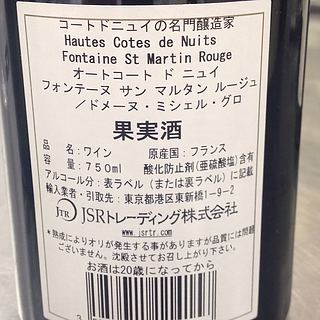 コートドニュイの名門醸造家
Hautes Cotes de Nuits
Fontaine St Martin Rouge
オートコート ド ニュイ
フォンテーヌ サン マルタン ルージュ
／ドメーヌ・ミシェル・グロ
果実酒
品 名：ワイン 原産国：フランス
容 量：750ml 酸化防止剤(亜硫酸塩)含有
アルコール分：表ラベル（または裏ラベル）に記載
輸入業者・引取先：東京都港区東新橋1-9-2
JTR JSRトレーディング株式会社
www.jsrtr.com
*熟成によりオリが発生する事がありますが品質には問題
ございません。沈殿させてお召し上がり下さい。
お酒は20歳になってから